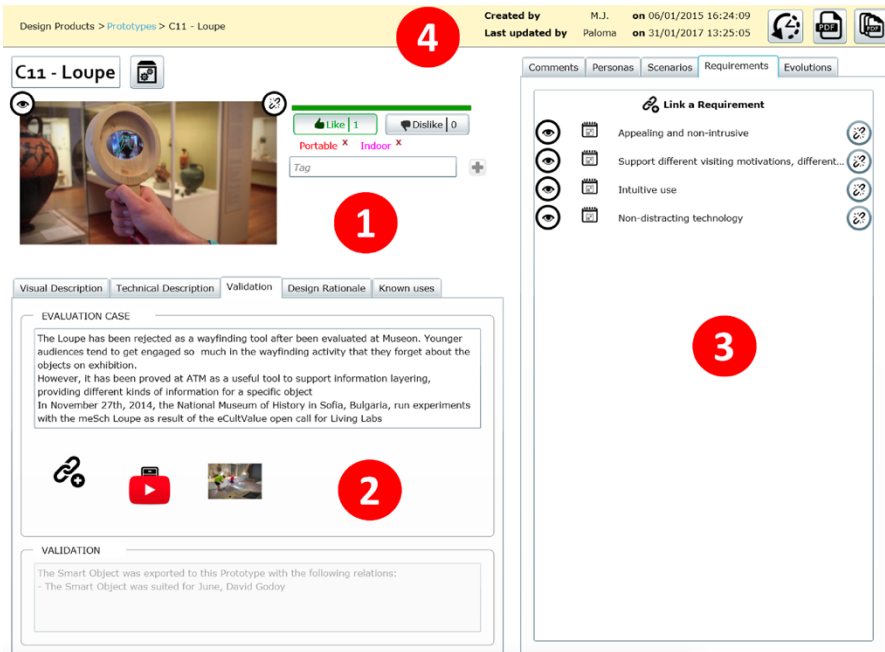 Design Products > Prototypes > C11 - Loupe
4
Created by M.J. on 06/01/2015 16:24:09
Last updated by Paloma on 31/01/2017 13:25:05
PDF
PDF
C11 - Loupe
Like 1
Dislike 0
Portable x Indoor x
Tag
1
Visual Description Technical Description Validation Design Rationale Known uses
EVALUATION CASE
The Loupe has been rejected as a wayfinding tool after been evaluated at Museon. Younger
audiences tend to get engaged so much in the wayfinding activity that they forget about the
objects on exhibition.
However, it has been proved at ATM as a useful tool to support information layering,
providing different kinds of information for a specific object
In November 27th, 2014, the National Museum of History in Sofia, Bulgaria, run experiments
with the meSch Loupe as result of the eCultValue open call for Living Labs
2
VALIDATION
The Smart Object was exported to this Prototype with the following relations:
- The Smart Object was suited for June, David Godoy
Comments Personas Scenarios Requirements Evolutions
Link a Requirement
Appealing and non-intrusive
Support different visiting motivations, different...
Intuitive use
Non-distracting technology
3